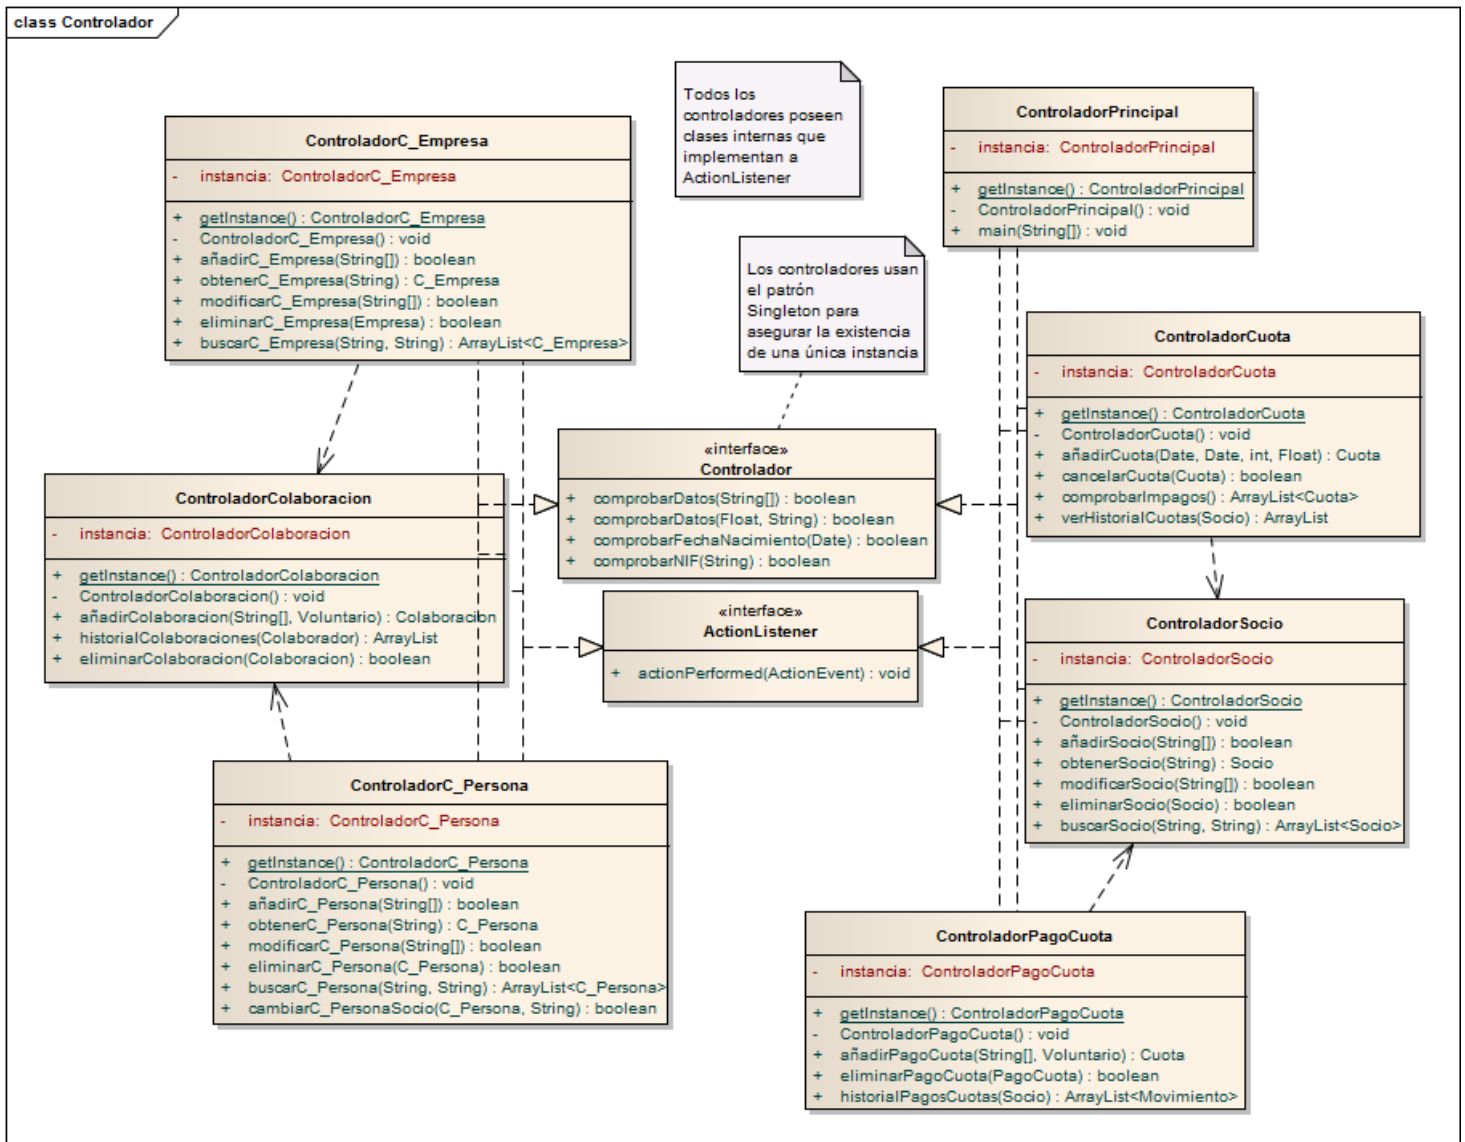 class Controlador
Todos los
controladores poseen
clases internas que
implementan a
ActionListener
ControladorPrincipal
- instancia: ControladorPrincipal
+ getInstance() : ControladorPrincipal
- ControladorPrincipal() : void
+ main(String[]) : void
ControladorC_Empresa
- instancia: ControladorC_Empresa
+ getInstance() : ControladorC_Empresa
- ControladorC_Empresa() : void
+ añadirC_Empresa(String[]) : boolean
+ obtenerC_Empresa(String) : C_Empresa
+ modificarC_Empresa(String[]) : boolean
+ eliminarC_Empresa(Empresa) : boolean
+ buscarC_Empresa(String, String) : ArrayList<C_Empresa>
Los controladores usan
el patrón
Singleton para
asegurar la existencia
de una única instancia
ControladorCuota
- instancia: ControladorCuota
+ getInstance() : ControladorCuota
- ControladorCuota() : void
+ añadirCuota(Date, Date, int, Float) : Cuota
+ cancelarCuota(Cuota) : boolean
+ comprobarImpagos() : ArrayList<Cuota>
+ verHistorialCuotas(Socio) : ArrayList
«interface»
Controlador
+ comprobarDatos(String[]) : boolean
+ comprobarDatos(Float, String) : boolean
+ comprobarFechaNacimiento(Date) : boolean
+ comprobarNIF(String) : boolean
ControladorColaboracion
- instancia: ControladorColaboracion
+ getInstance() : ControladorColaboracion
- ControladorColaboracion() : void
+ añadirColaboracion(String[], Voluntario) : Colaboracion
+ historialColaboraciones(Colaborador) : ArrayList
+ eliminarColaboracion(Colaboracion) : boolean
«interface»
ActionListener
+ actionPerformed(ActionEvent) : void
ControladorSocio
- instancia: ControladorSocio
+ getInstance() : ControladorSocio
- ControladorSocio() : void
+ añadirSocio(String[]) : boolean
+ obtenerSocio(String) : Socio
+ modificarSocio(String[]) : boolean
+ eliminarSocio(Socio) : boolean
+ buscarSocio(String, String) : ArrayList<Socio>
ControladorC_Persona
- instancia: ControladorC_Persona
+ getInstance() : ControladorC_Persona
- ControladorC_Persona() : void
+ añadirC_Persona(String[]) : boolean
+ obtenerC_Persona(String) : C_Persona
+ modificarC_Persona(String[]) : boolean
+ eliminarC_Persona(C_Persona) : boolean
+ buscarC_Persona(String, String) : ArrayList<C_Persona>
+ cambiarC_PersonaSocio(C_Persona, String) : boolean
ControladorPagoCuota
- instancia: ControladorPagoCuota
+ getInstance() : ControladorPagoCuota
- ControladorPagoCuota() : void
+ añadirPagoCuota(String[], Voluntario) : Cuota
+ eliminarPagoCuota(PagoCuota) : boolean
+ historialPagosCuotas(Socio) : ArrayList<Movimiento>